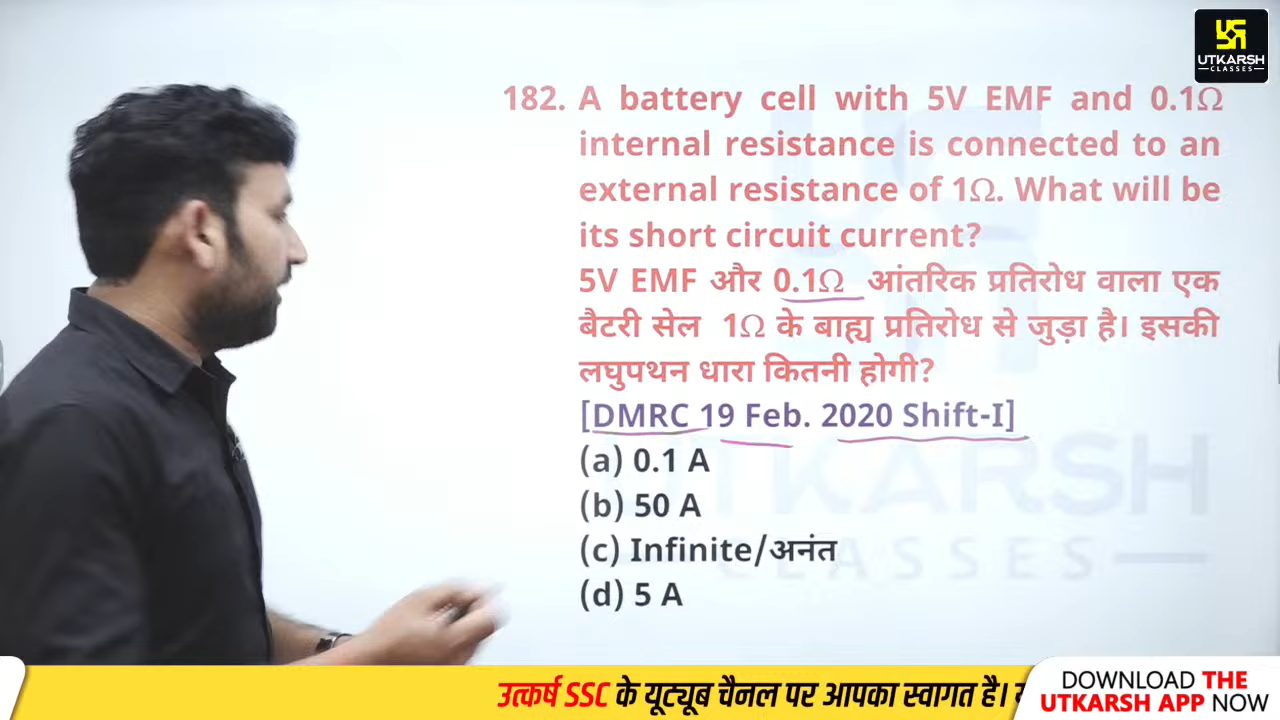 UTKARSH
CLASSES
182. A battery cell with 5V EMF and 0.1Ω
internal resistance is connected to an
external resistance of 1Ω. What will be
its short circuit current?
5V EMF और 0.1Ω आंतरिक प्रतिरोध वाला एक
बैटरी सेल 1Ω के बाह्य प्रतिरोध से जुड़ा है। इसकी
लघुपथन धारा कितनी होगी?
[DMRC 19 Feb. 2020 Shift-I]
(a) 0.1 A
(b) 50 A
(c) Infinite/अनंत
(d) 5 A
UTKARSH
CLASSES
उत्कर्ष SSC के यूट्यूब चैनल पर आपका स्वागत है।
DOWNLOAD THE
UTKARSH APP NOW